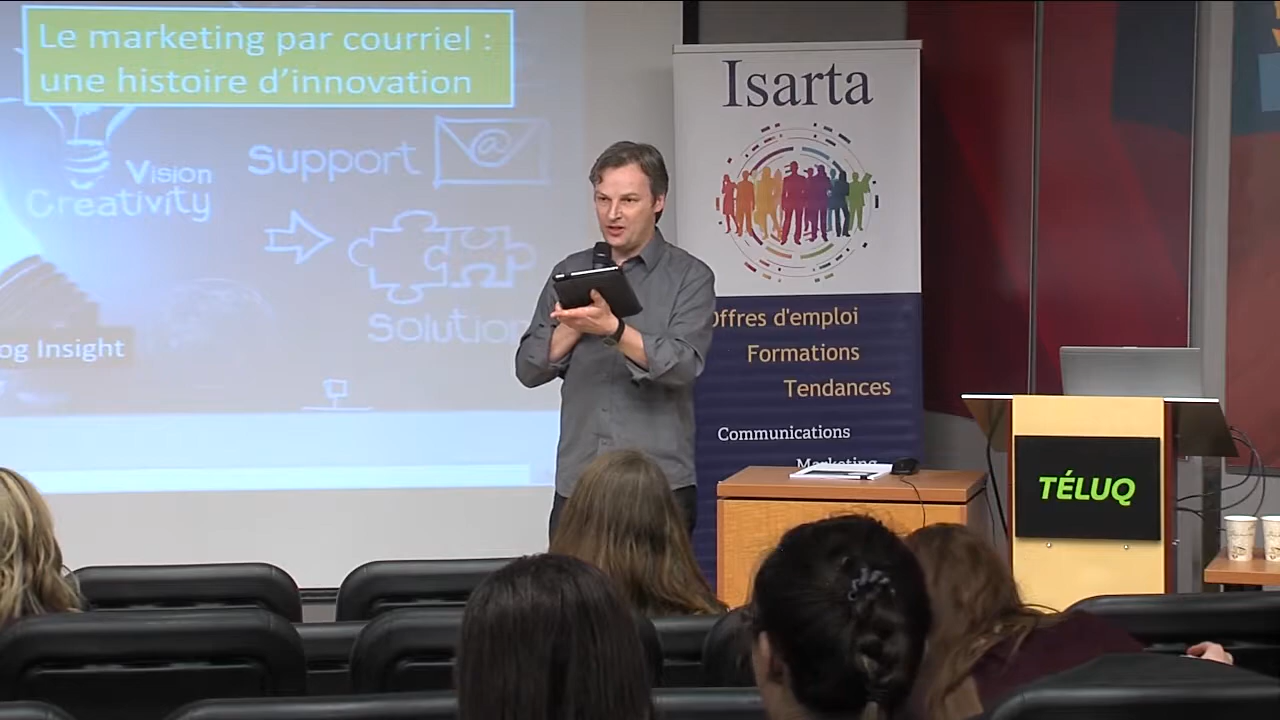 Le marketing par courriel :
une histoire d'innovation
Vision
Creativity
Support
@
Solution
og Insight
Isarta
Offres d'emploi
Formations
Tendances
Communications
Marketing
TÉLUQ